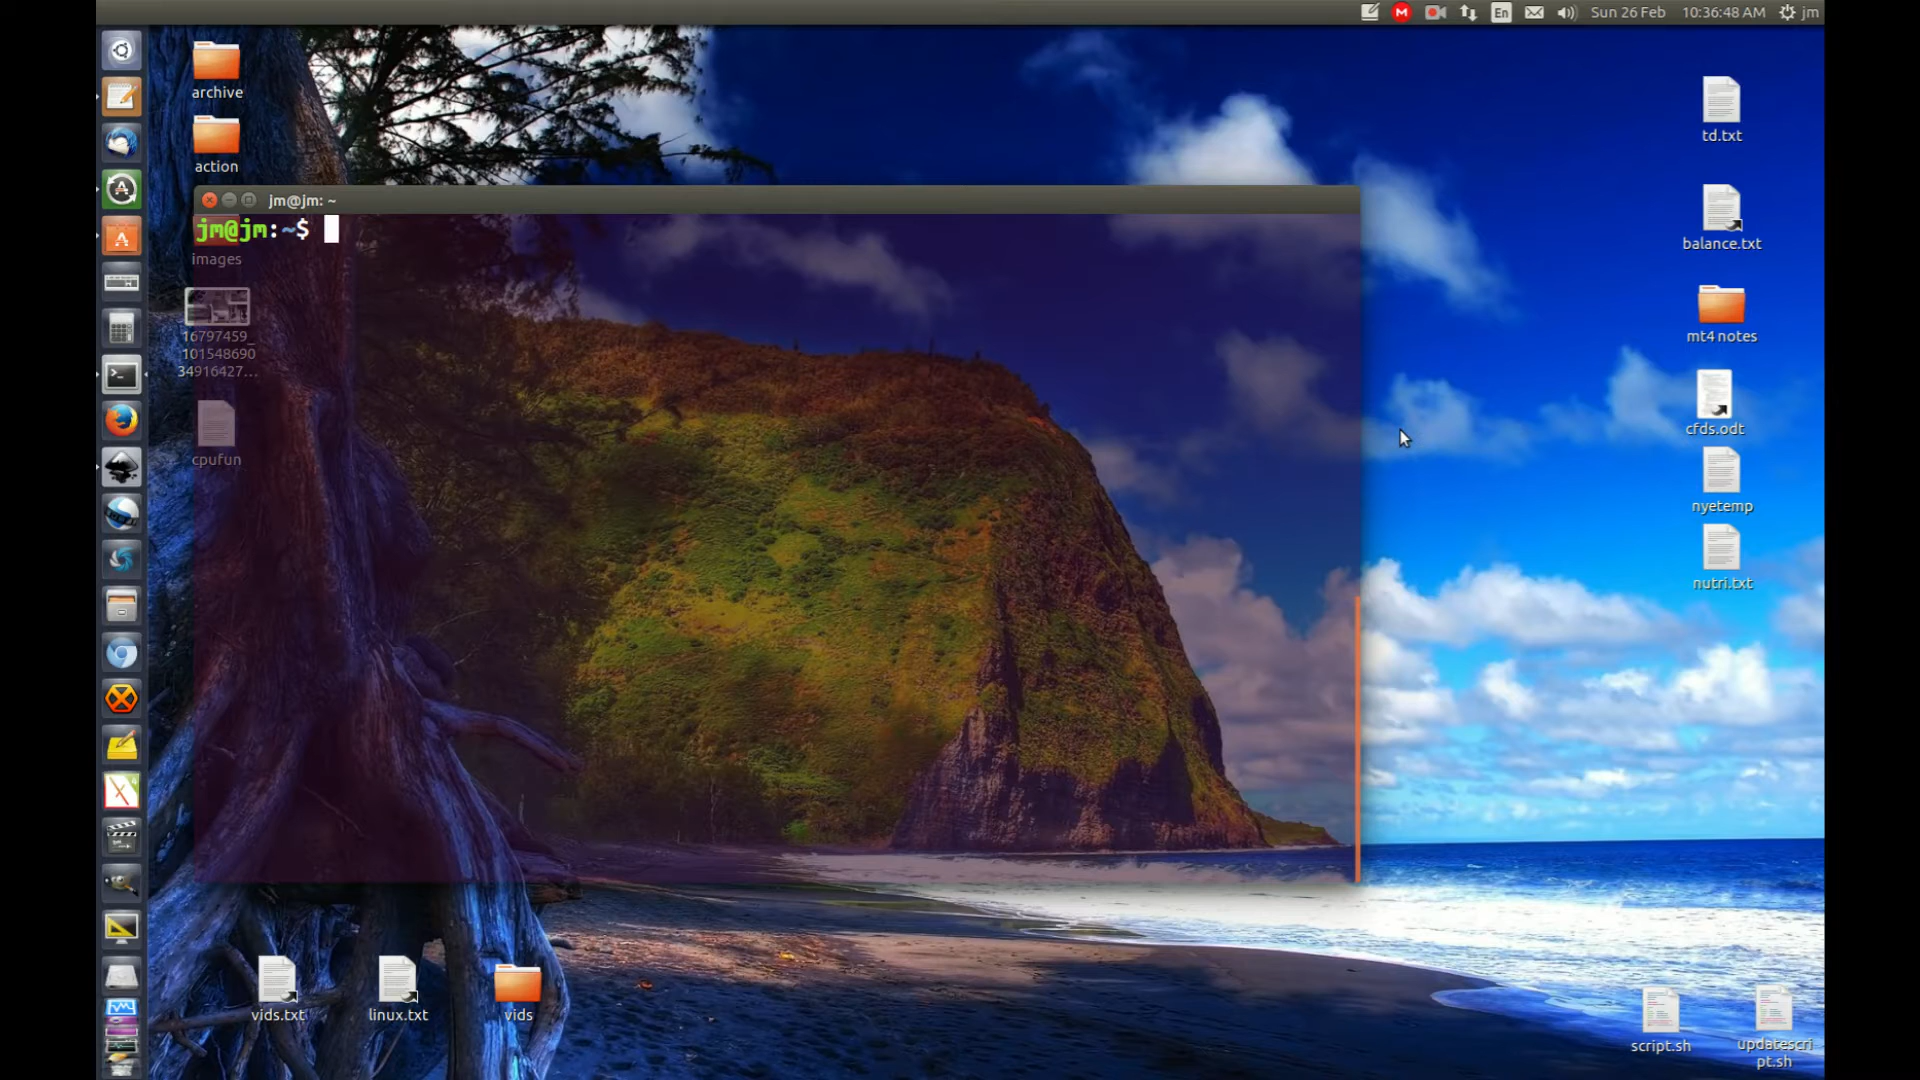 En
Sun 26 Feb
10:36:48 AM
jm
archive
action
jm@jm: ~
jm@jm:~$
images
16797459_
101548690
34916427...
cpufun
td.txt
balance.txt
mt4 notes
cfds.odt
nyetemp
nutri.txt
vids.txt
linux.txt
vids
script.sh
updatescri
pt.sh